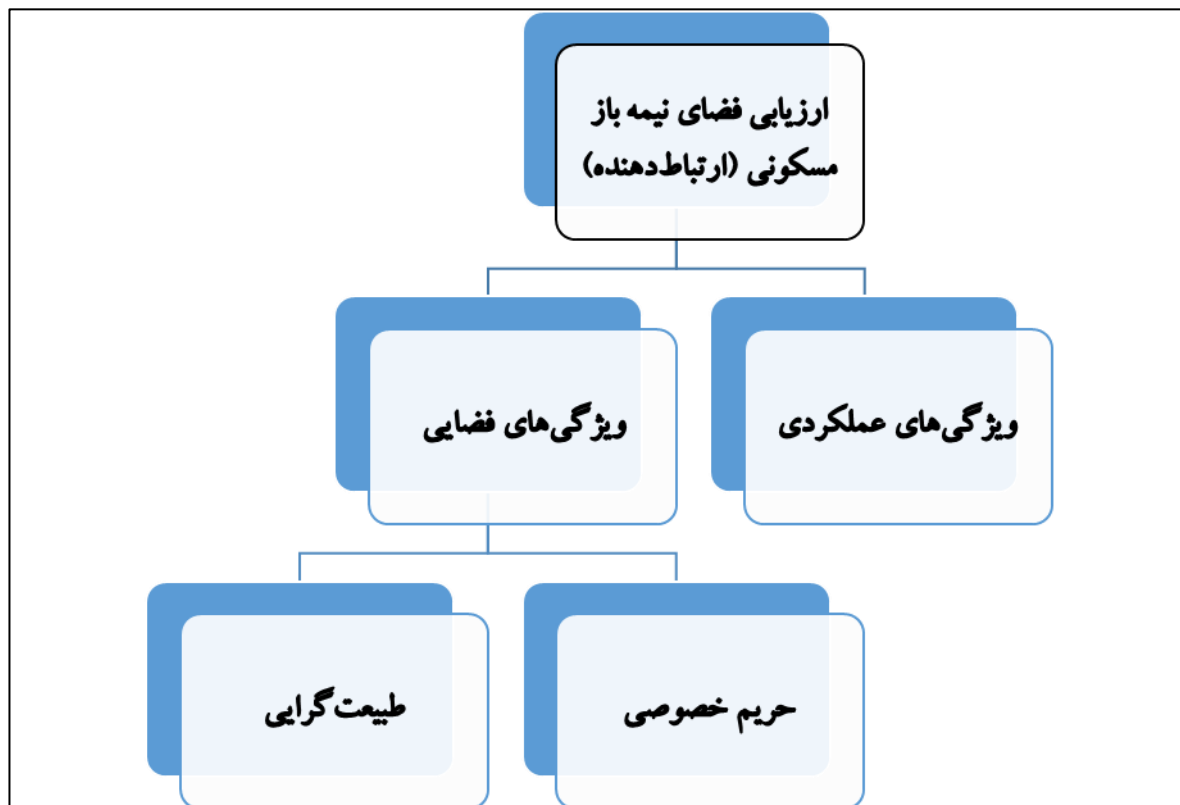 ارزیابی فضای نیمه باز
مسکونی (ارتباط‌دهنده)
ویژگی‌های عملکردی
ویژگی‌های فضایی
حریم خصوصی
طبیعت‌گرایی